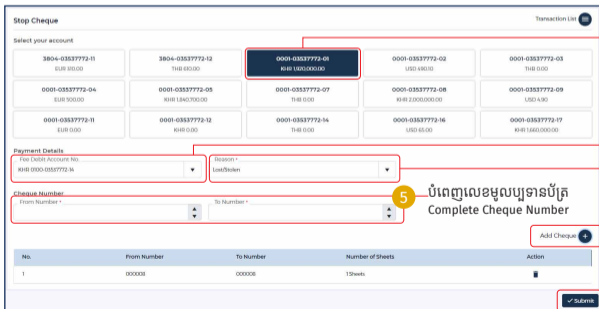 Stop Cheque
Transaction List
Select your account
3804-03537772-11
EUR 510.00
3804-03537772-12
THB 610.00
0001-03537772-01
KHR 1,920,000.00
0001-03537772-02
USD 490.10
0001-03537772-03
THB 0.00
0001-03537772-04
EUR 500.00
0001-03537772-05
KHR 1,840,700.00
0001-03537772-07
THB 0.00
0001-03537772-08
KHR 2,000,000.00
0001-03537772-09
USD 4.90
0001-03537772-11
EUR 0.00
0001-03537772-12
KHR 0.00
0001-03537772-14
THB 0.00
0001-03537772-16
USD 65.00
0001-03537772-17
KHR 1,660,000.00
Payment Details
Fee Debit Account No.
KHR 0100-03537772-14
Reason *
Lost/Stolen
5 បំពេញលេខមូលប្បទានប័ត្រ
Complete Cheque Number
Cheque Number
From Number *
To Number *
Add Cheque +
No. From Number To Number Number of Sheets Action
1 000008 000008 1 Sheets
Submit